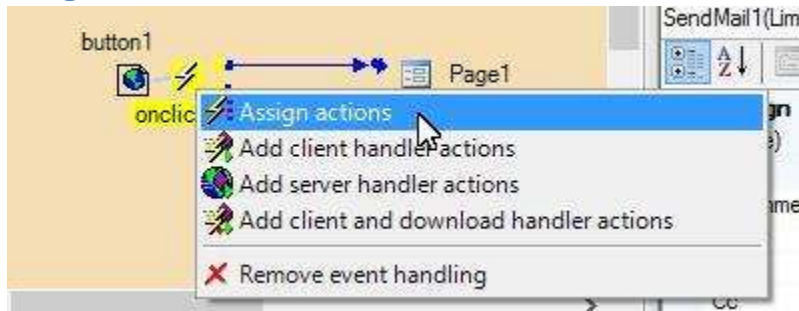 SendMail1(Lim
button1
Page1
onclic
Assign actions
Add client handler actions
Add server handler actions
Add client and download handler actions
Remove event handling
Cc